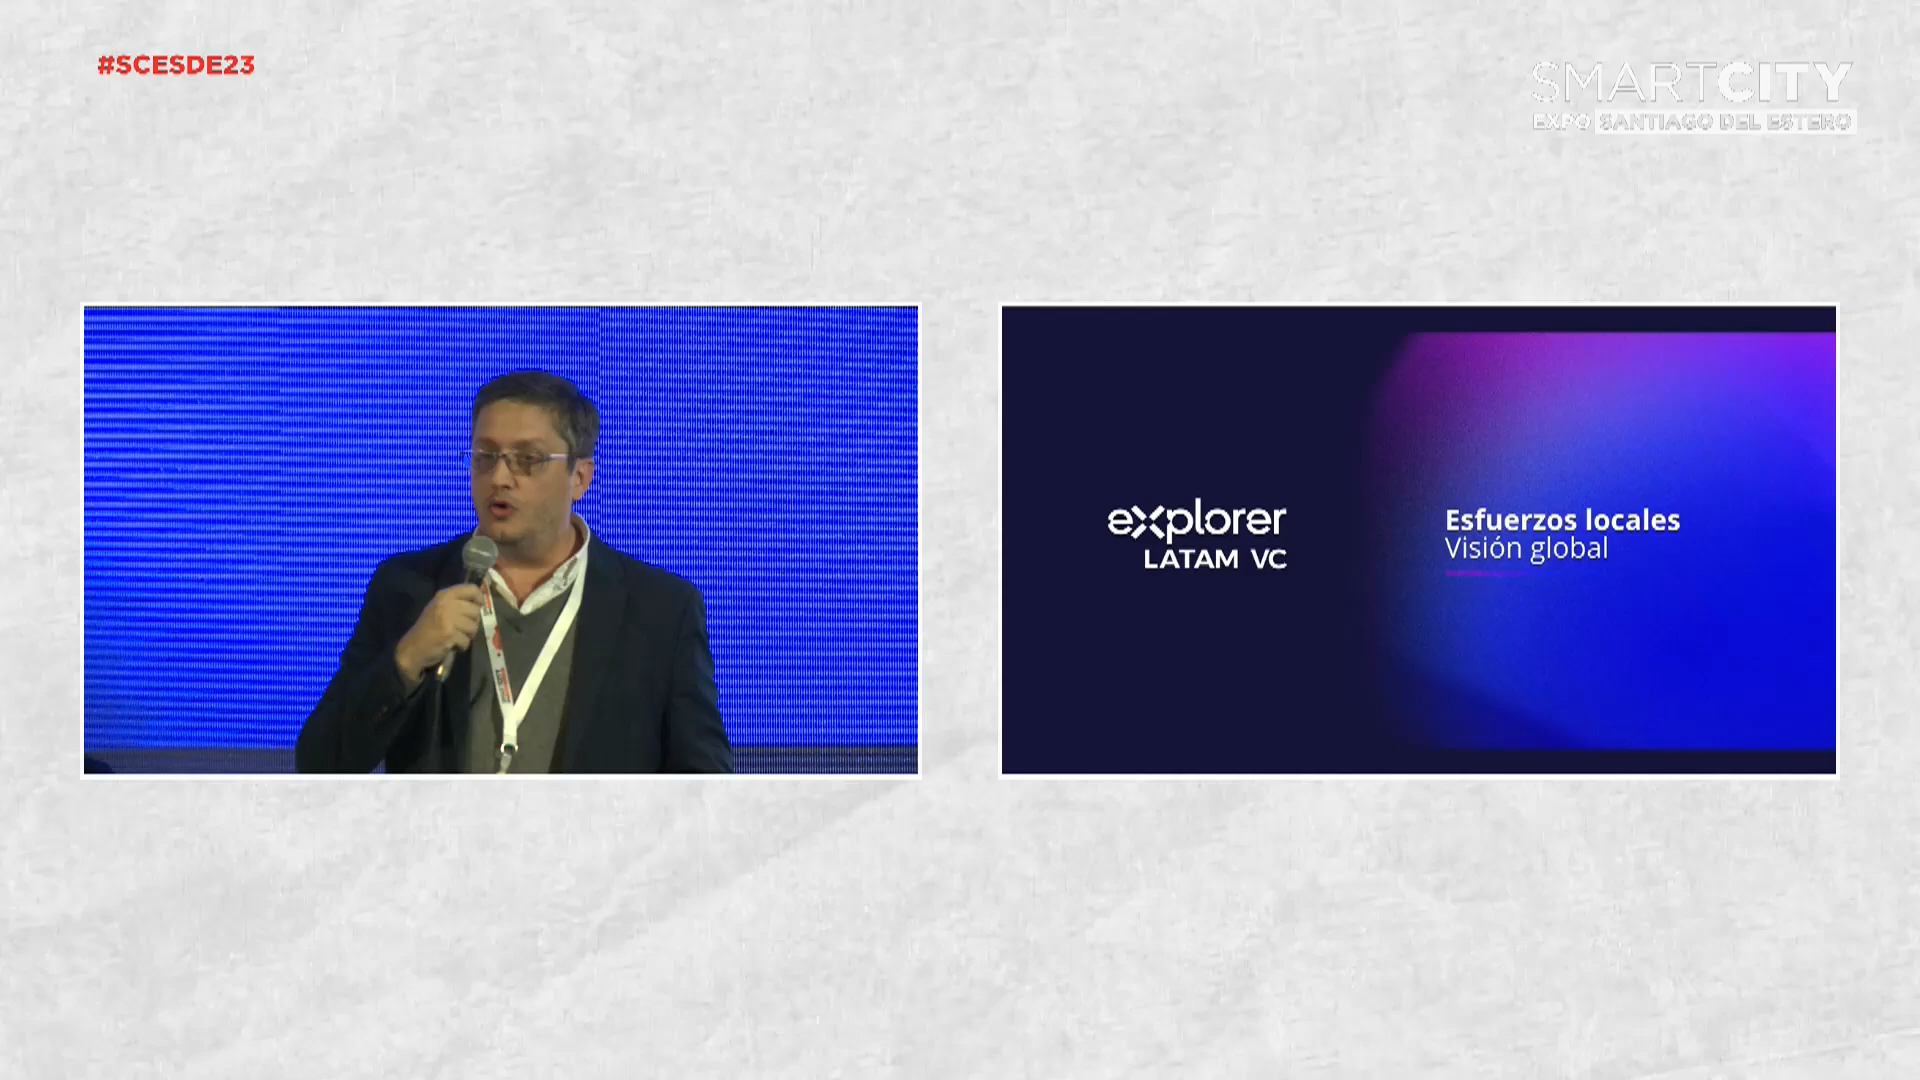 #SCESDE23
SMARTCITY
EXPO SANTIAGO DEL ESTERO
explorer
LATAM VC
Esfuerzos locales
Visión global